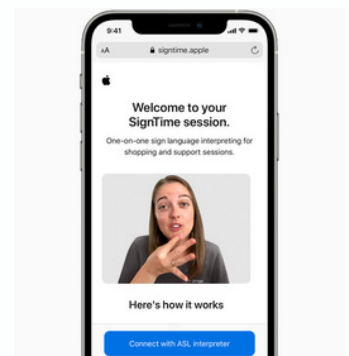 9:41
AA signtime.apple
Welcome to your
SignTime session.
One-on-one sign language interpreting for
shopping and support sessions.
Here's how it works
Connect with ASL interpreter